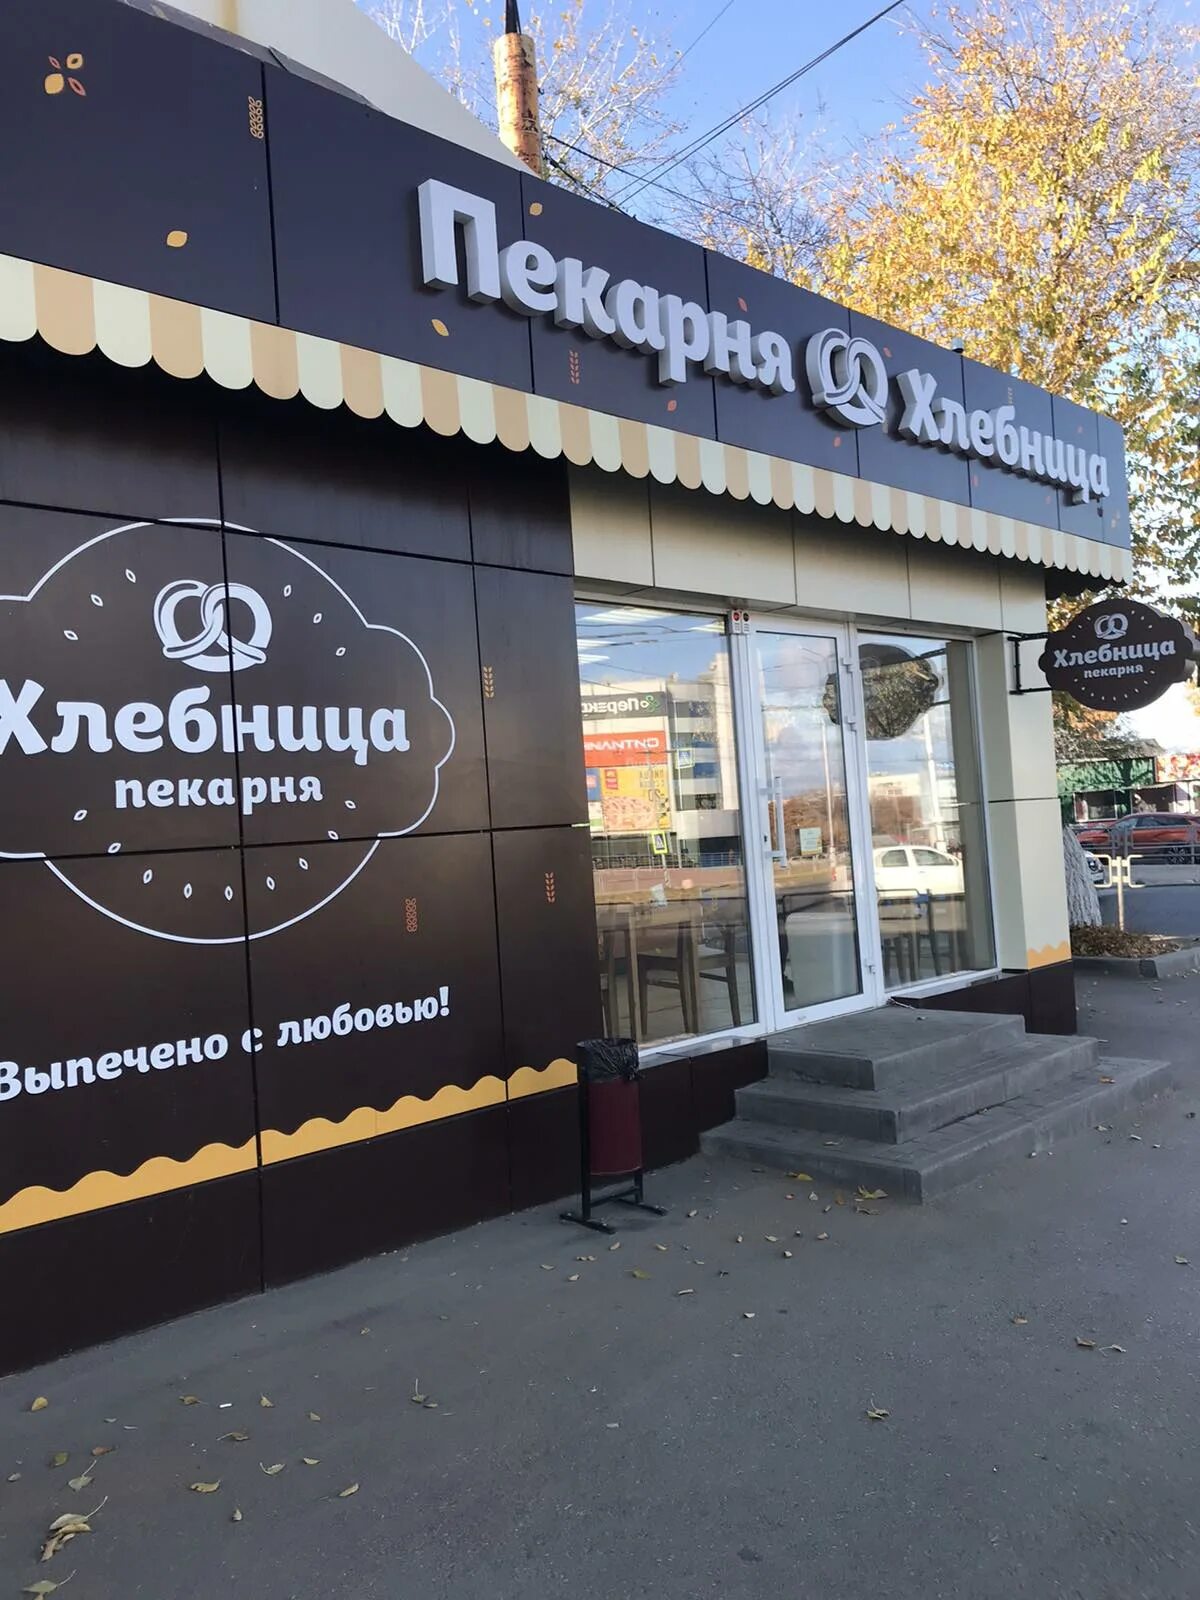 Пекарня Хлебница
Хлебница
пекарня
Выпечено с любовью!
Хлебница
пекарня